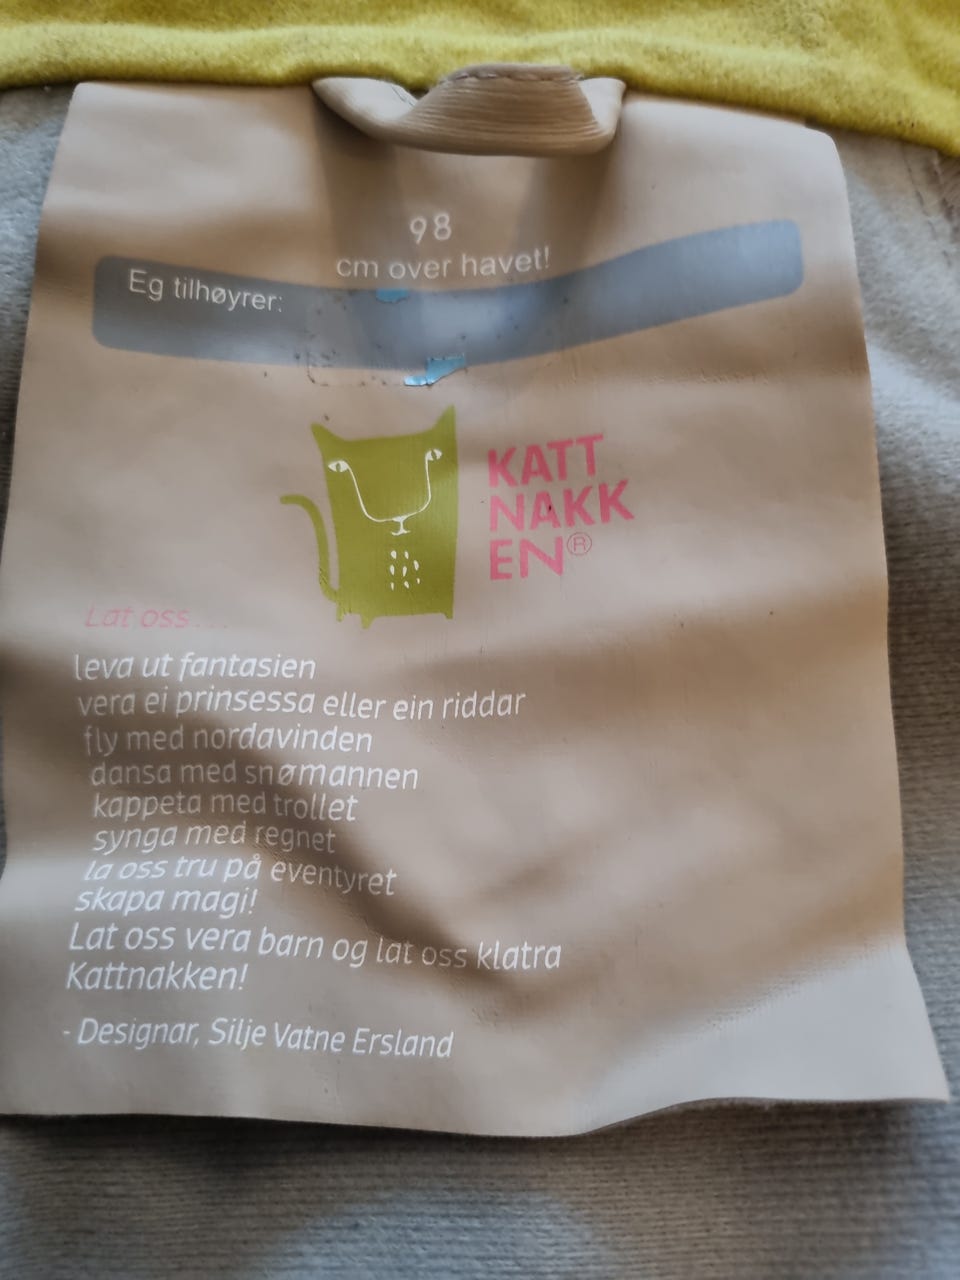 98
cm over havet!
Eg tilhøyrer:
KATT
NAKK
EN®
Lat oss...
leva ut fantasien
vera ei prinsessa eller ein riddar
fly med nordavinden
dansa med snømannen
kappeta med trollet
synga med regnet
la oss tru på eventyret
skapa magi!
Lat oss vera barn og lat oss klatra
Kattnakken!
- Designar, Silje Vatne Ersland